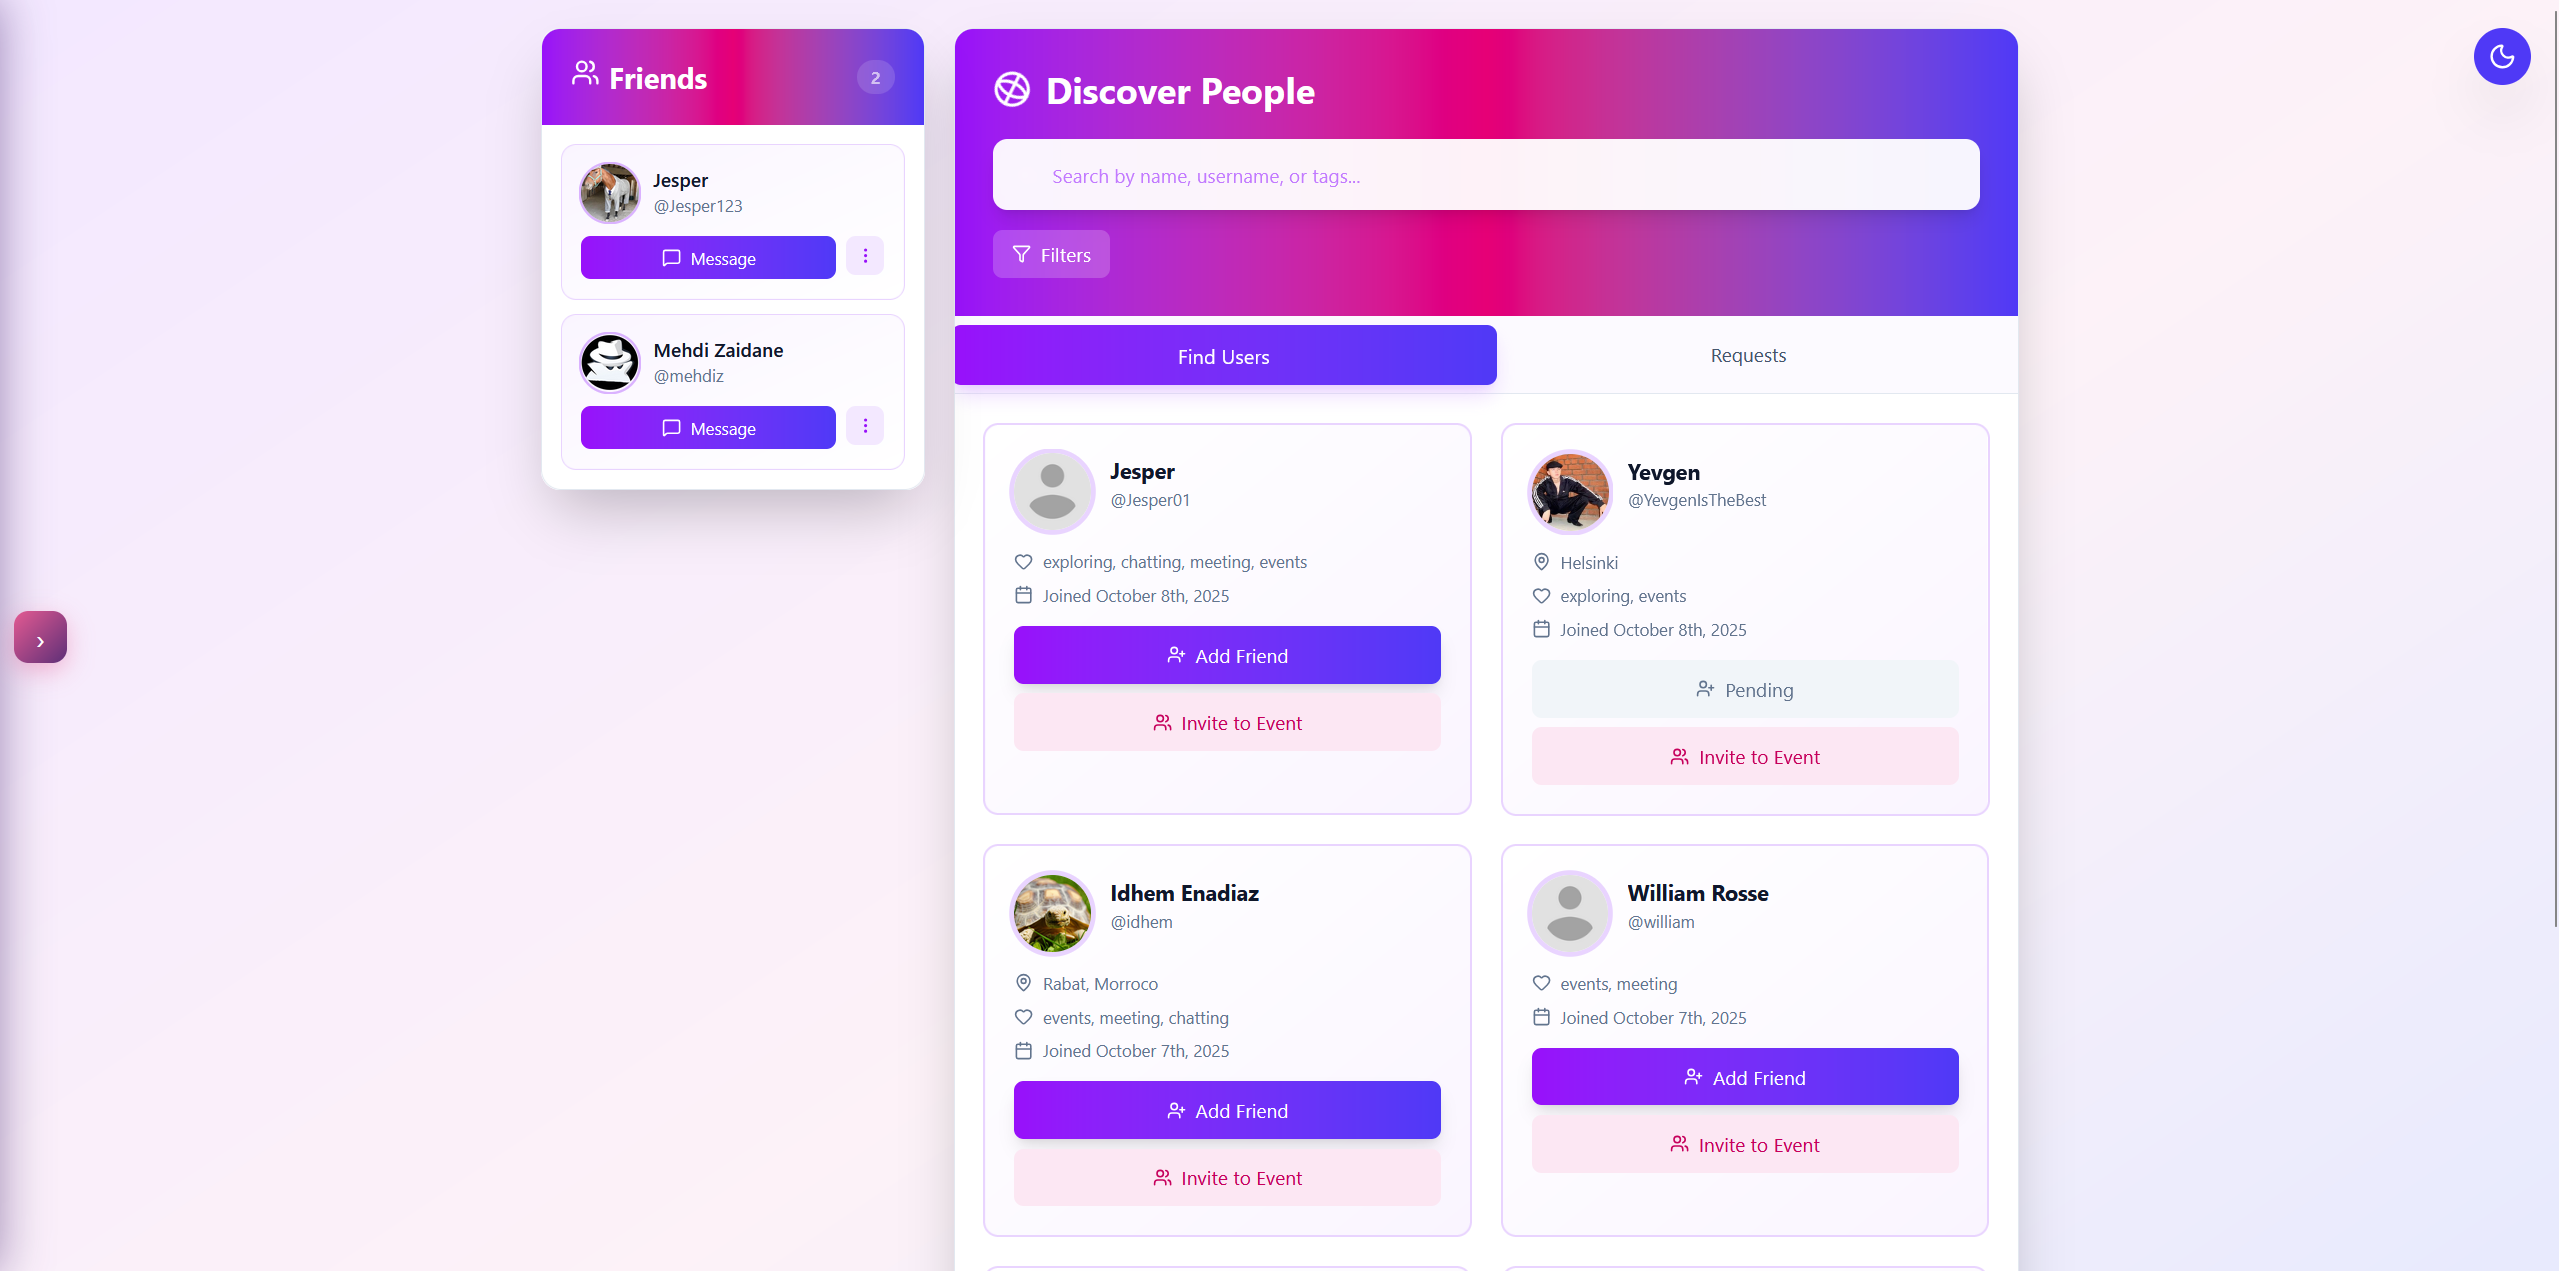 Friends
2
Jesper
@Jesper123
Message
Mehdi Zaidane
@mehdiz
Message
Discover People
Search by name, username, or tags...
Filters
Find Users
Requests
Jesper
@Jesper01
exploring, chatting, meeting, events
Joined October 8th, 2025
Add Friend
Invite to Event
Yevgen
@YevgenIsTheBest
Helsinki
exploring, events
Joined October 8th, 2025
Pending
Invite to Event
Idhem Enadiaz
@idhem
Rabat, Morroco
events, meeting, chatting
Joined October 7th, 2025
Add Friend
Invite to Event
William Rosse
@william
events, meeting
Joined October 7th, 2025
Add Friend
Invite to Event